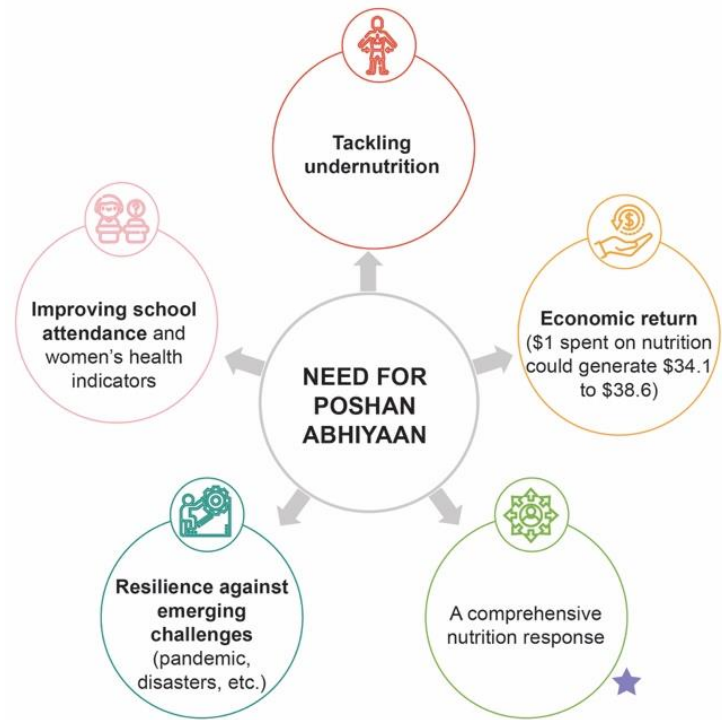 Tackling
undernutrition
Improving school
attendance and
women's health
indicators
Economic return
($1 spent on nutrition
could generate $34.1
to $38.6)
NEED FOR
POSHAN
ABHIYAAN
Resilience against
emerging
challenges
(pandemic,
disasters, etc.)
A comprehensive
nutrition response